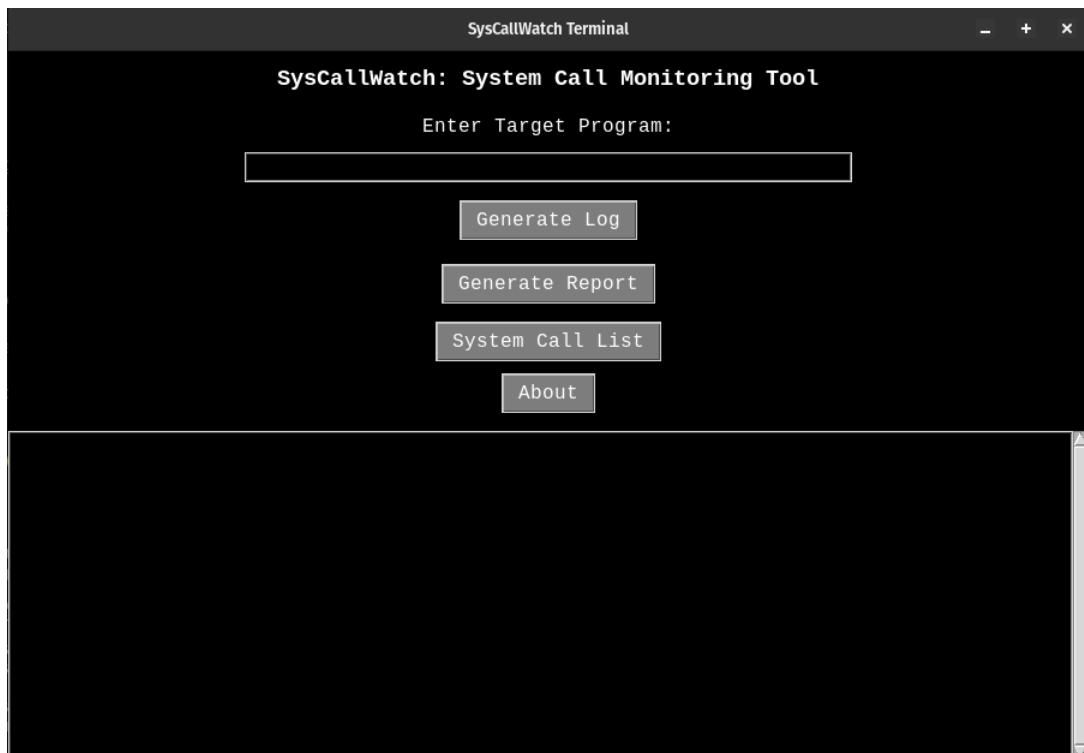 SysCallWatch Terminal
SysCallWatch: System Call Monitoring Tool
Enter Target Program:
Generate Log
Generate Report
System Call List
About